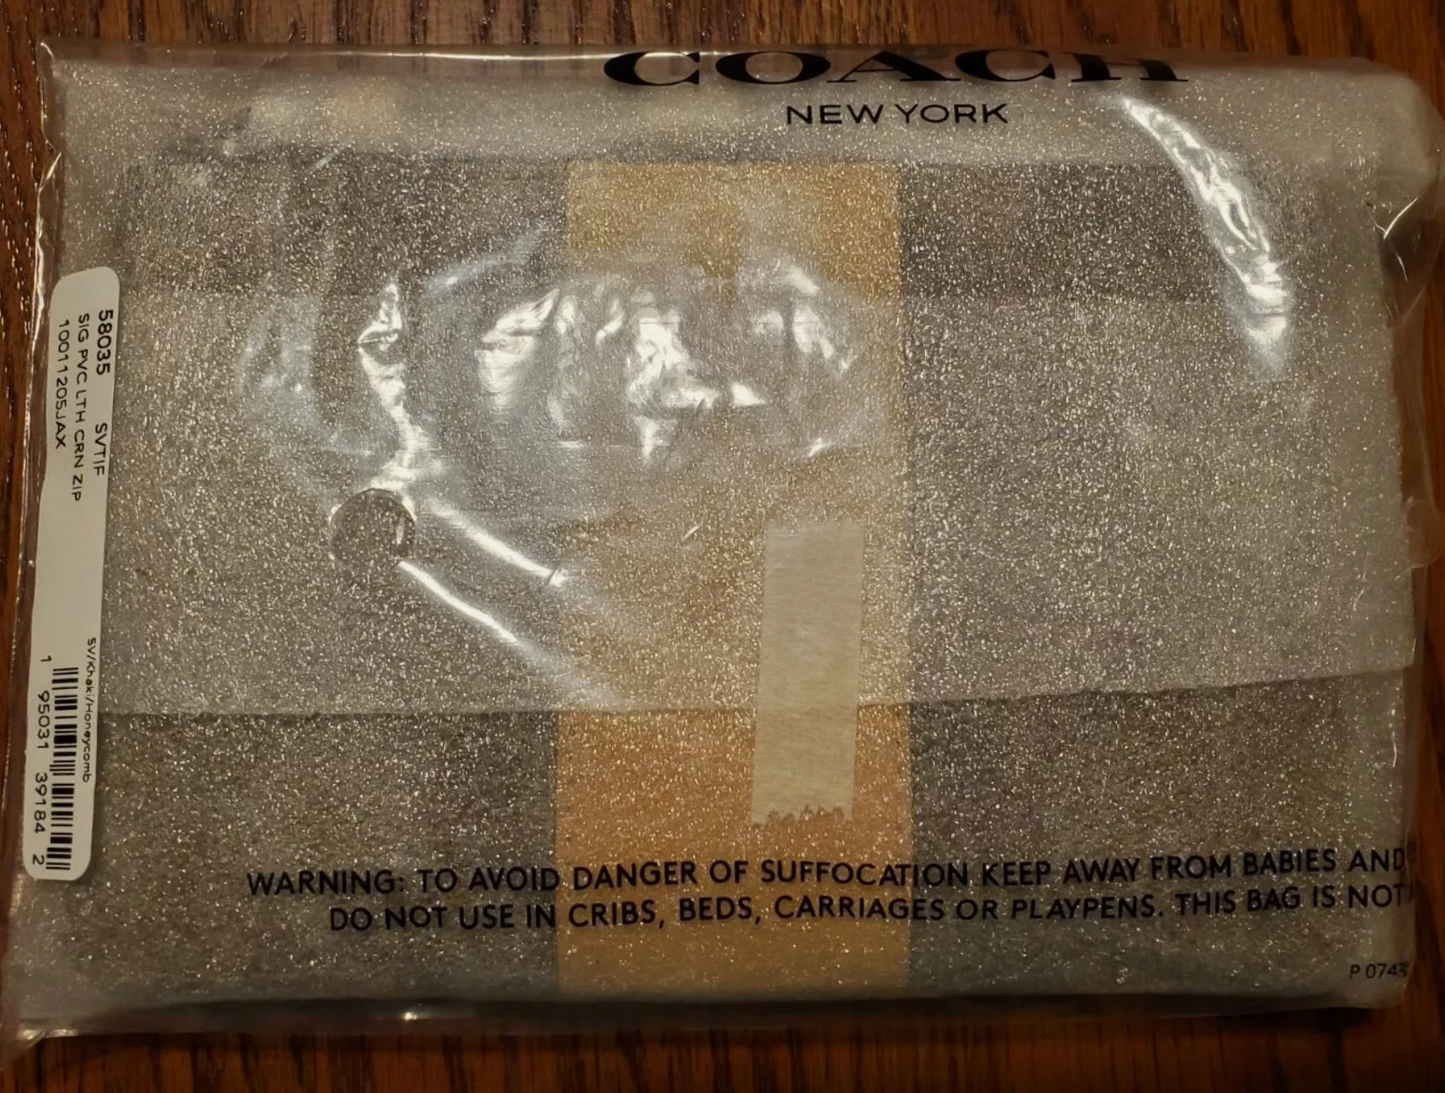 COACH
NEW YORK
58035 SVTIF
SIG PVC LTH CRN ZIP
10011205JAX
SV/Khaki/Honeycomb
1 95031 39184 2
WARNING: TO AVOID DANGER OF SUFFOCATION KEEP AWAY FROM BABIES AND
DO NOT USE IN CRIBS, BEDS, CARRIAGES OR PLAYPENS. THIS BAG IS NOT
P 0743